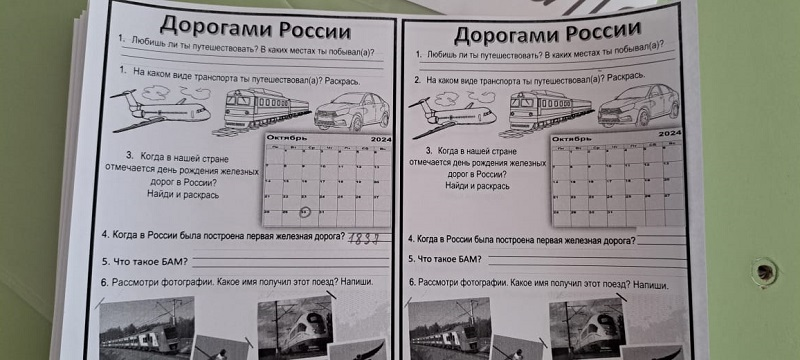 Дорогами России
1. Любишь ли ты путешествовать? В каких местах ты побывал(а)?
1. На каком виде транспорта ты путешествовал(а)? Раскрась.
Октябрь 2024
3. Когда в нашей стране
отмечается день рождения железных
дорог в России?
Найди и раскрась
4. Когда в России была построена первая железная дорога? 1837
5. Что такое БАМ?
6. Рассмотри фотографии. Какое имя получил этот поезд? Напиши.
Дорогами России
1. Любишь ли ты путешествовать? В каких местах ты побывал(а)?
2. На каком виде транспорта ты путешествовал(а)? Раскрась.
Октябрь 2024
3. Когда в нашей стране
отмечается день рождения железных
дорог в России?
Найди и раскрась
4. Когда в России была построена первая железная дорога?
5. Что такое БАМ?
6. Рассмотри фотографии. Какое имя получил этот поезд? Напиши.